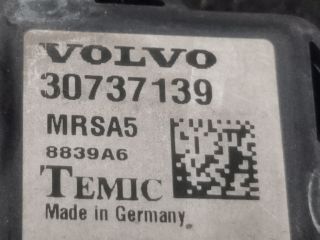 VOLVO
30737139
MRSA5
8839A6
TEMIC
Made in Germany.